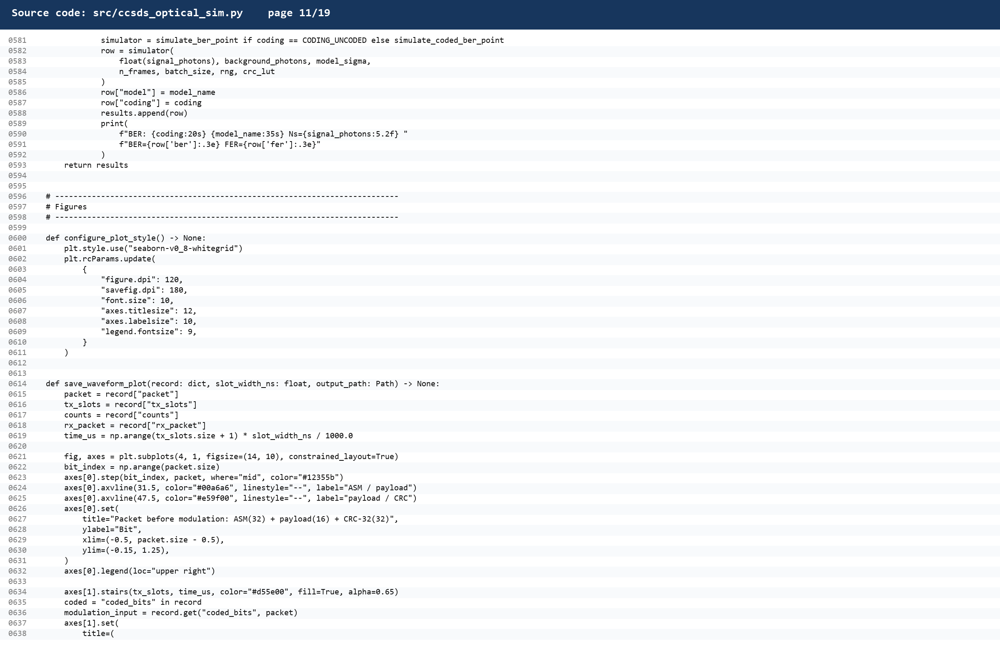 Source code: src/ccsds_optical_sim.py    page 11/19
0581                simulator = simulate_ber_point if coding == CODING_UNCODED else simulate_coded_ber_point
0582                row = simulator(
0583                    float(signal_photons), background_photons, model_sigma,
0584                    n_frames, batch_size, rng, crc_lut
0585                )
0586                row["model"] = model_name
0587                row["coding"] = coding
0588                results.append(row)
0589                print(
0590                    f"BER: {coding:20s} {model_name:35s} Ns={signal_photons:5.2f} "
0591                    f"BER={row['ber']:.3e} FER={row['fer']:.3e}"
0592                )
0593        return results
0594
0595
0596    # ---------------------------------------------------------------------------
0597    # Figures
0598    # ---------------------------------------------------------------------------
0599
0600    def configure_plot_style() -> None:
0601        plt.style.use("seaborn-v0_8-whitegrid")
0602        plt.rcParams.update(
0603            {
0604                "figure.dpi": 120,
0605                "savefig.dpi": 180,
0606                "font.size": 10,
0607                "axes.titlesize": 12,
0608                "axes.labelsize": 10,
0609                "legend.fontsize": 9,
0610            }
0611        )
0612
0613
0614    def save_waveform_plot(record: dict, slot_width_ns: float, output_path: Path) -> None:
0615        packet = record["packet"]
0616        tx_slots = record["tx_slots"]
0617        counts = record["counts"]
0618        rx_packet = record["rx_packet"]
0619        time_us = np.arange(tx_slots.size + 1) * slot_width_ns / 1000.0
0620
0621        fig, axes = plt.subplots(4, 1, figsize=(14, 10), constrained_layout=True)
0622        bit_index = np.arange(packet.size)
0623        axes[0].step(bit_index, packet, where="mid", color="#12355b")
0624        axes[0].axvline(31.5, color="#00a6a6", linestyle="--", label="ASM / payload")
0625        axes[0].axvline(47.5, color="#e59f00", linestyle="--", label="payload / CRC")
0626        axes[0].set(
0627            title="Packet before modulation: ASM(32) + payload(16) + CRC-32(32)",
0628            ylabel="Bit",
0629            xlim=(-0.5, packet.size - 0.5),
0630            ylim=(-0.15, 1.25),
0631        )
0632        axes[0].legend(loc="upper right")
0633
0634        axes[1].stairs(tx_slots, time_us, color="#d55e00", fill=True, alpha=0.65)
0635        coded = "coded_bits" in record
0636        modulation_input = record.get("coded_bits", packet)
0637        axes[1].set(
0638            title=(